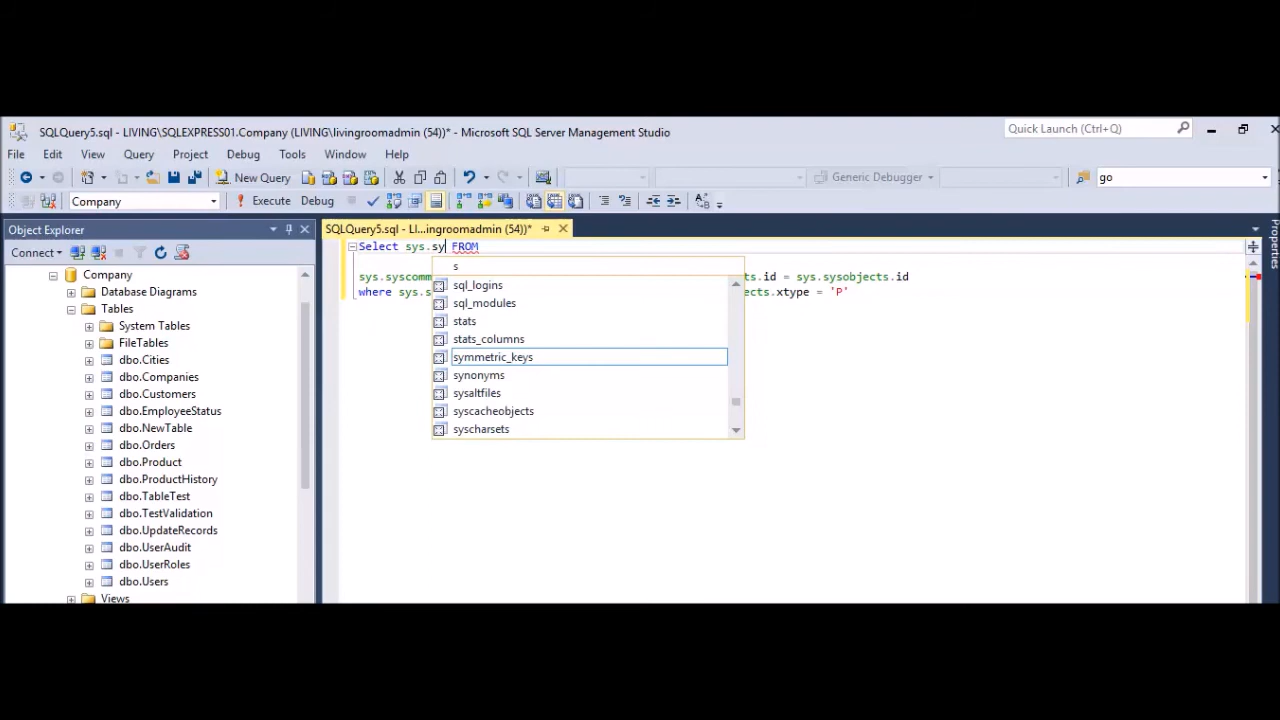 SQLQuery5.sql - LIVING\SQLEXPRESS01.Company (LIVING\livingroomadmin (54))* - Microsoft SQL Server Management Studio
Quick Launch (Ctrl+Q)
File Edit View Query Project Debug Tools Window Help
New Query
Generic Debugger
go
Company
Execute Debug
Object Explorer
SQLQuery5.sql - LI...ingroomadmin (54))*
Properties
Connect
Select sys.sy FROM
s
sys.syscomm
ts.id = sys.sysobjects.id
where sys.s
ects.xtype = 'P'
sql_logins
sql_modules
stats
stats_columns
symmetric_keys
synonyms
sysaltfiles
syscacheobjects
syscharsets
Company
Database Diagrams
Tables
System Tables
FileTables
dbo.Cities
dbo.Companies
dbo.Customers
dbo.EmployeeStatus
dbo.NewTable
dbo.Orders
dbo.Product
dbo.ProductHistory
dbo.TableTest
dbo.TestValidation
dbo.UpdateRecords
dbo.UserAudit
dbo.UserRoles
dbo.Users
Views